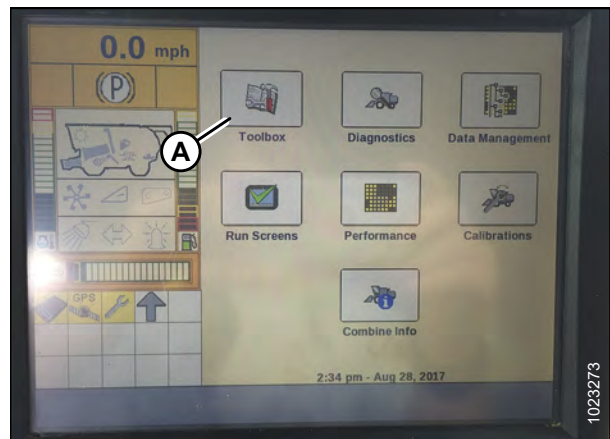 0.0 mph
(P)
A
Toolbox
Diagnostics
Data Management
Run Screens
Performance
Calibrations
GPS
Combine Info
2:34 pm - Aug 28, 2017
1023273